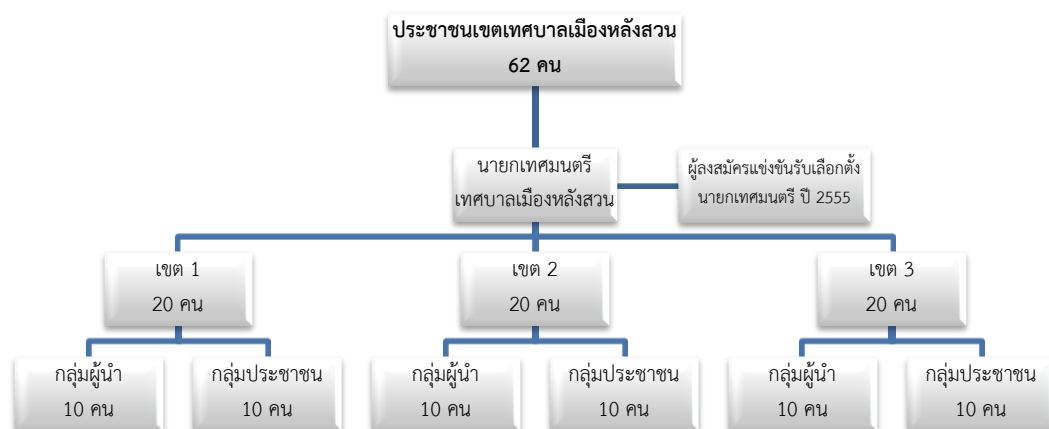 ประชาชนเขตเทศบาลเมืองหลังสวน
62 คน
นายกเทศมนตรี
เทศบาลเมืองหลังสวน
ผู้ลงสมัครแข่งขันรับเลือกตั้ง
นายกเทศมนตรี ปี 2555
เขต 1
20 คน
เขต 2
20 คน
เขต 3
20 คน
กลุ่มผู้นำ
10 คน
กลุ่มประชาชน
10 คน
กลุ่มผู้นำ
10 คน
กลุ่มประชาชน
10 คน
กลุ่มผู้นำ
10 คน
กลุ่มประชาชน
10 คน